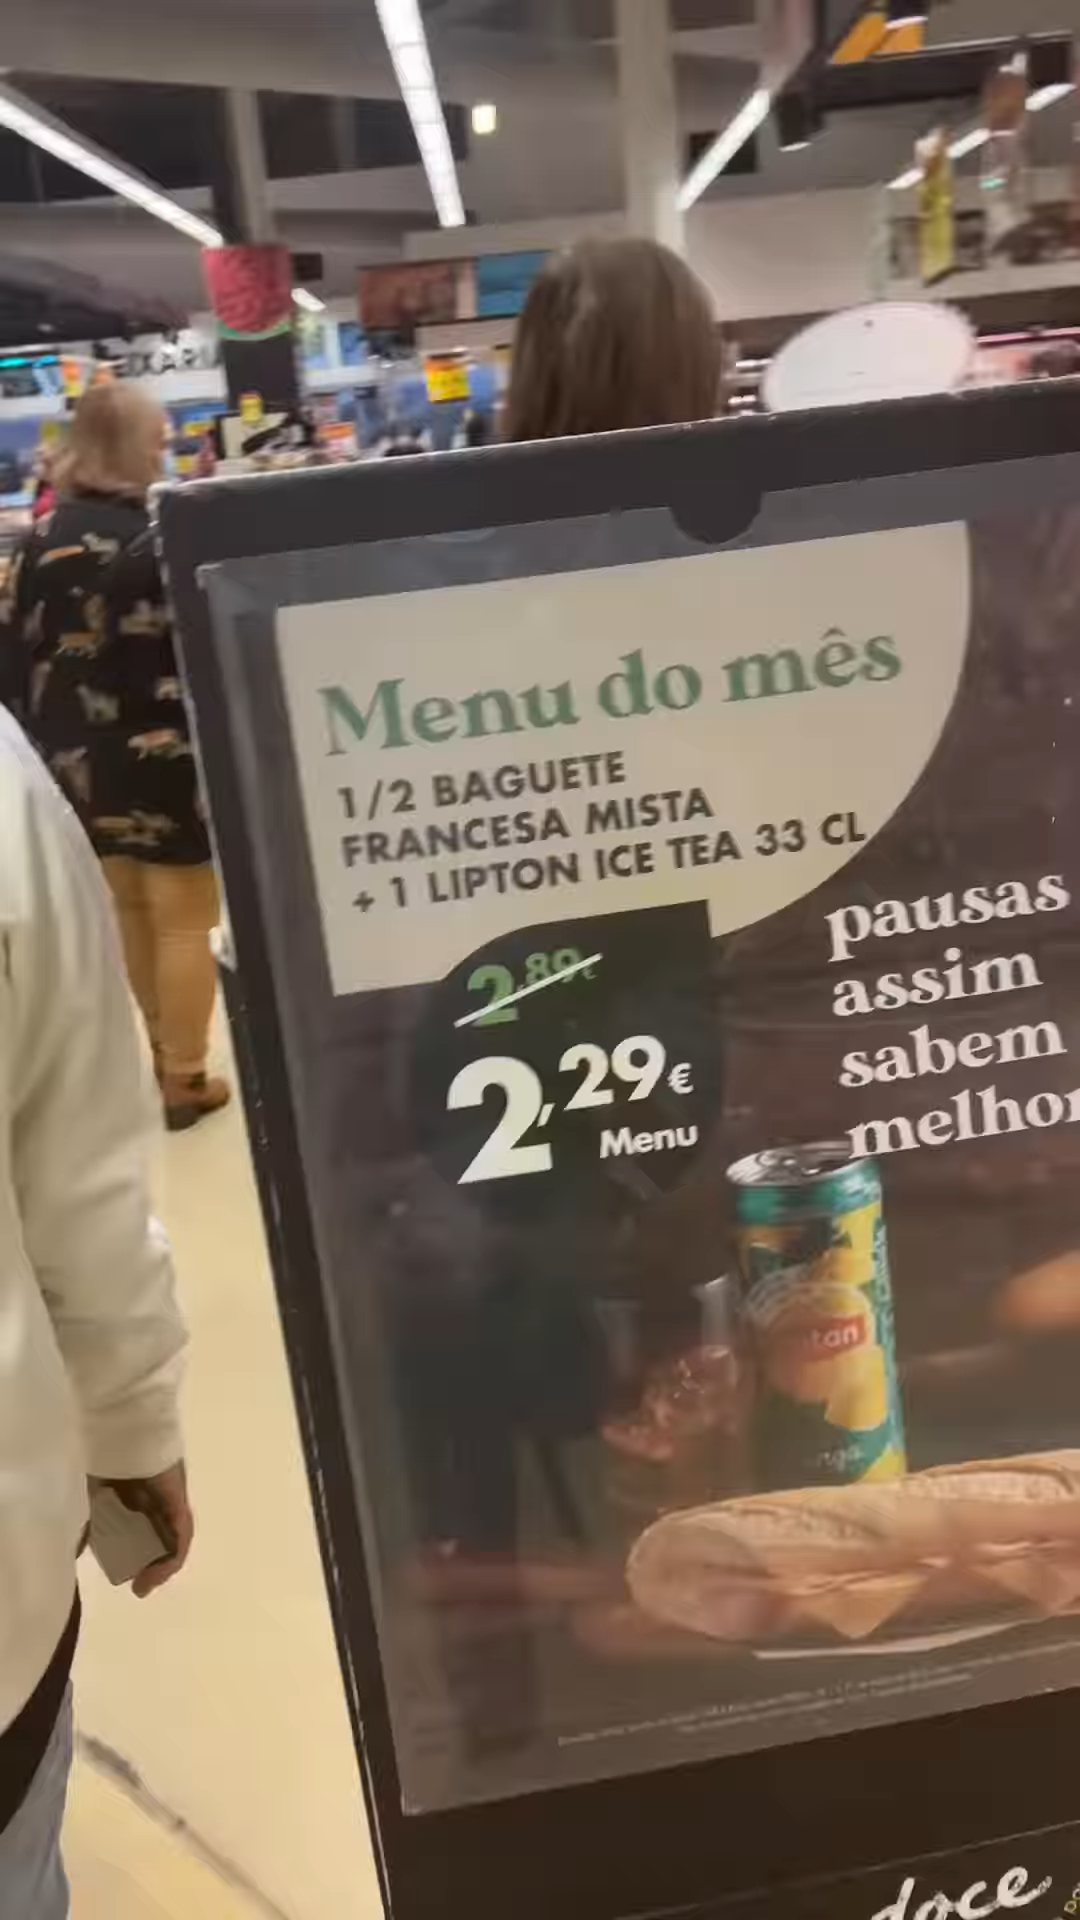 Menu do mês
1/2 BAGUETE
FRANCESA MISTA
+ 1 LIPTON ICE TEA 33 CL
2,89€
2,29€
Menu
pausas
assim
sabem
melhor
doce